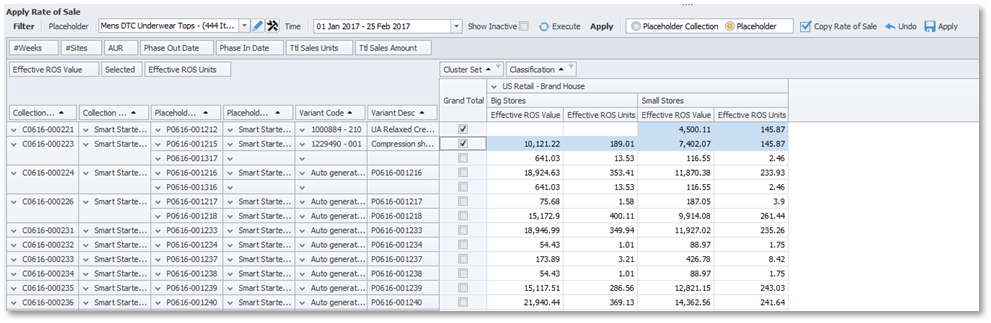 Apply Rate of Sale
Filter Placeholder Mens DTC Underwear Tops - (444 It... Time 01 Jan 2017 - 25 Feb 2017 Show Inactive Execute Apply Placeholder Collection Placeholder Copy Rate of Sale Undo Apply
#Weeks #Sites AUR Phase Out Date Phase In Date Ttl Sales Units Ttl Sales Amount
Effective ROS Value Selected Effective ROS Units Cluster Set Classification
US Retail - Brand House
Grand Total Big Stores Small Stores
Collection... Collection ... Placehold... Placehold... Variant Code Variant Desc Effective ROS Value Effective ROS Units Effective ROS Value Effective ROS Units
C0616-000221 Smart Starte... P0616-001212 Smart Starte... 1000884 - 210 UA Relaxed Cre... 4,500.11 145.87
C0616-000223 Smart Starte... P0616-001215 Smart Starte... 1229490 - 001 Compression sh... 10,121.22 189.01 7,402.07 145.87
P0616-001317 641.03 13.53 116.55 2.46
C0616-000224 Smart Starte... P0616-001216 Smart Starte... Auto generat... P0616-001216 18,924.63 353.41 11,870.38 233.93
P0616-001316 641.03 13.53 116.55 2.46
C0616-000226 Smart Starte... P0616-001217 Smart Starte... Auto generat... P0616-001217 75.68 1.58 187.05 3.9
P0616-001218 Smart Starte... Auto generat... P0616-001218 15,172.9 400.11 9,914.08 261.44
C0616-000231 Smart Starte... P0616-001233 Smart Starte... Auto generat... P0616-001233 18,946.99 349.94 11,927.02 235.26
C0616-000232 Smart Starte... P0616-001234 Smart Starte... Auto generat... P0616-001234 54.43 1.01 88.97 1.75
C0616-000233 Smart Starte... P0616-001237 Smart Starte... Auto generat... P0616-001237 173.89 3.21 426.78 8.42
C0616-000234 Smart Starte... P0616-001238 Smart Starte... Auto generat... P0616-001238 54.43 1.01 88.97 1.75
C0616-000235 Smart Starte... P0616-001239 Smart Starte... Auto generat... P0616-001239 15,117.51 286.56 12,821.15 243.03
C0616-000236 Smart Starte... P0616-001240 Smart Starte... Auto generat... P0616-001240 21,940.44 369.13 14,362.56 241.64